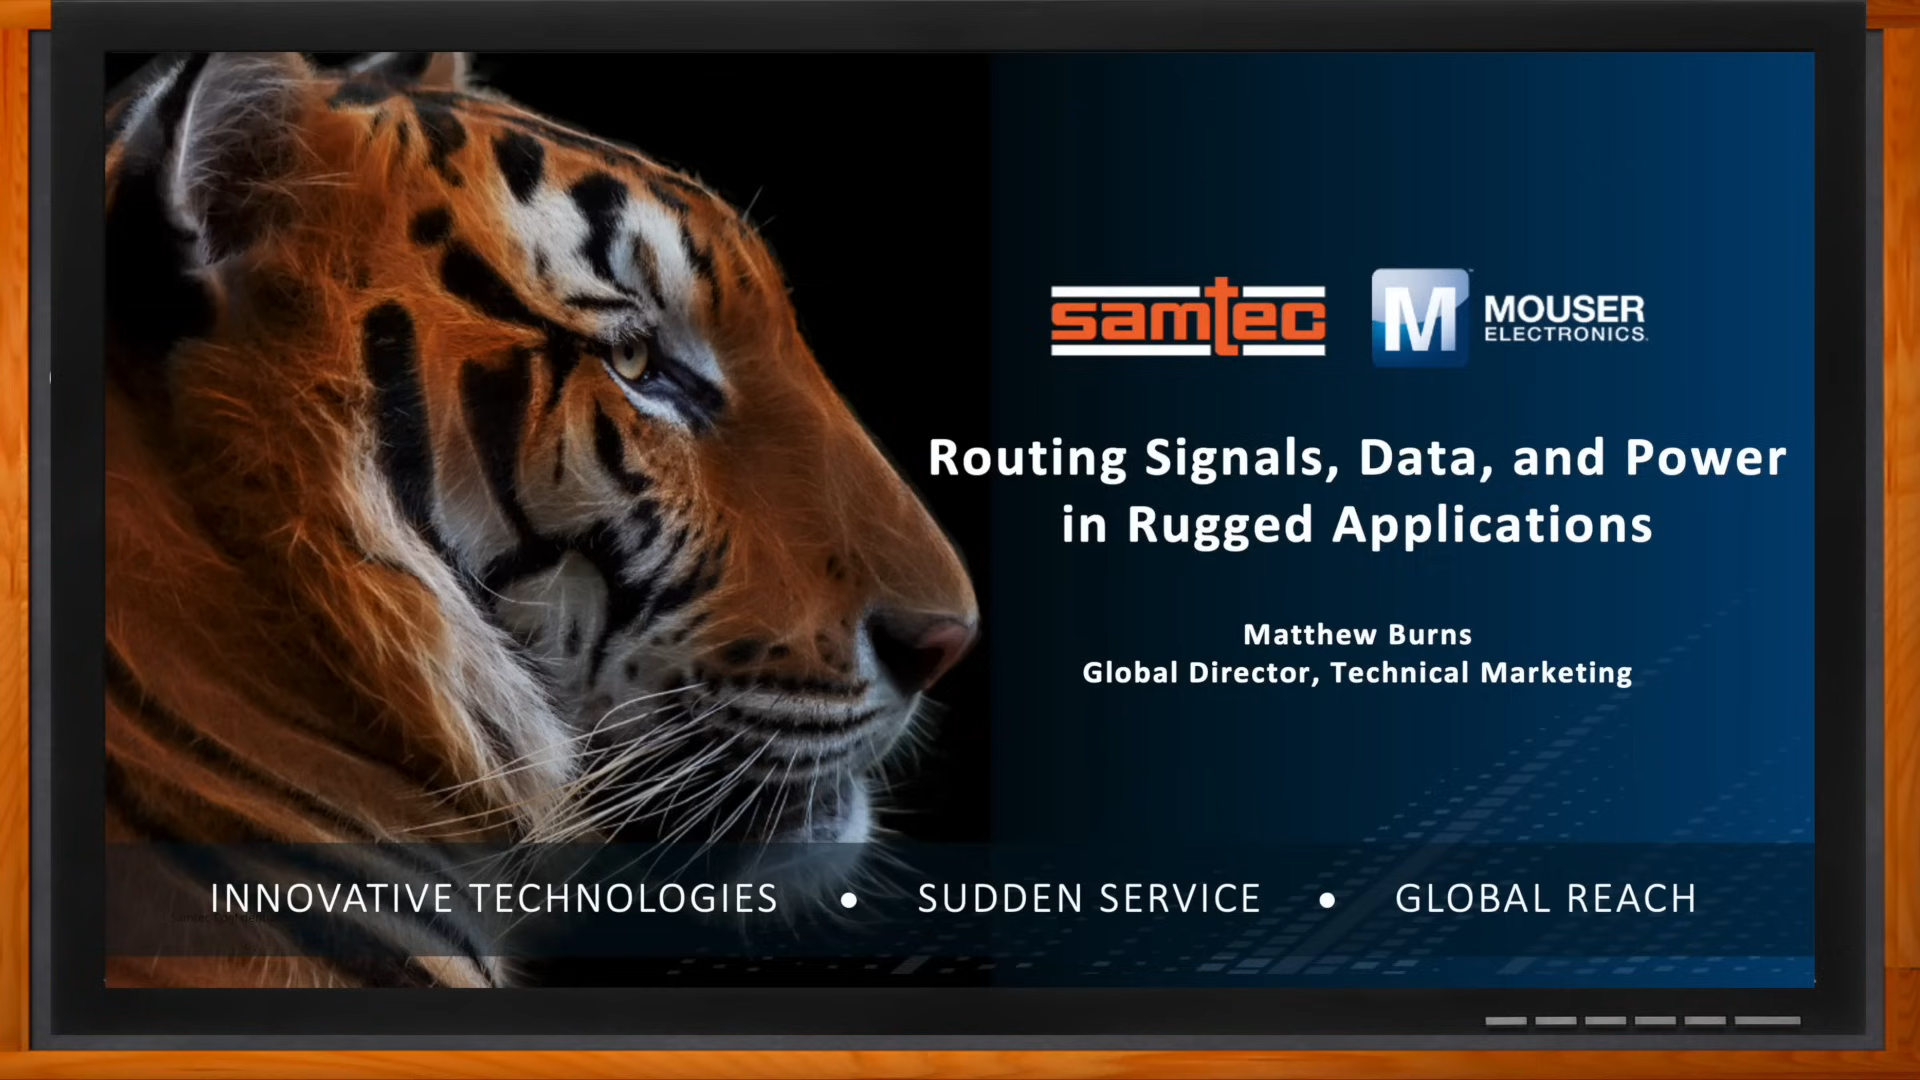 samtec
M
MOUSER
ELECTRONICS
Routing Signals, Data, and Power
in Rugged Applications
Matthew Burns
Global Director, Technical Marketing
INNOVATIVE TECHNOLOGIES • SUDDEN SERVICE • GLOBAL REACH